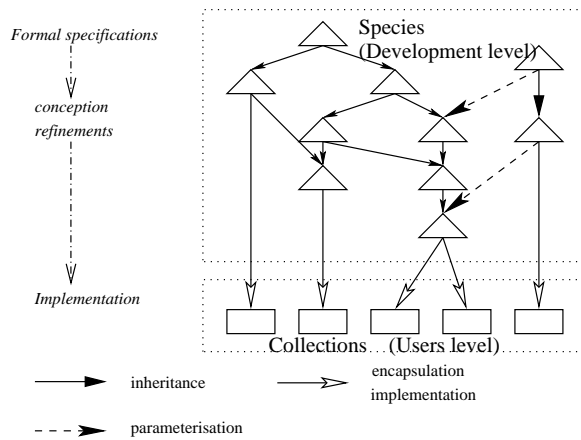 Formal specifications
Species
(Development level)
conception
refinements
Implementation
Collections (Users level)
inheritance
encapsulation
implementation
parameterisation